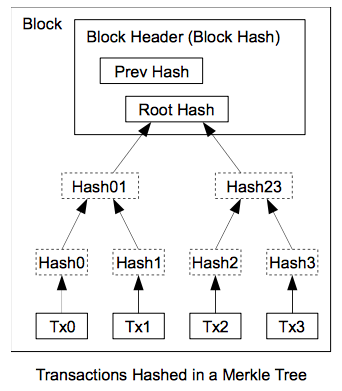 Block
Block Header (Block Hash)
Prev Hash
Root Hash
Hash01
Hash23
Hash0
Hash1
Hash2
Hash3
Tx0
Tx1
Tx2
Tx3
Transactions Hashed in a Merkle Tree